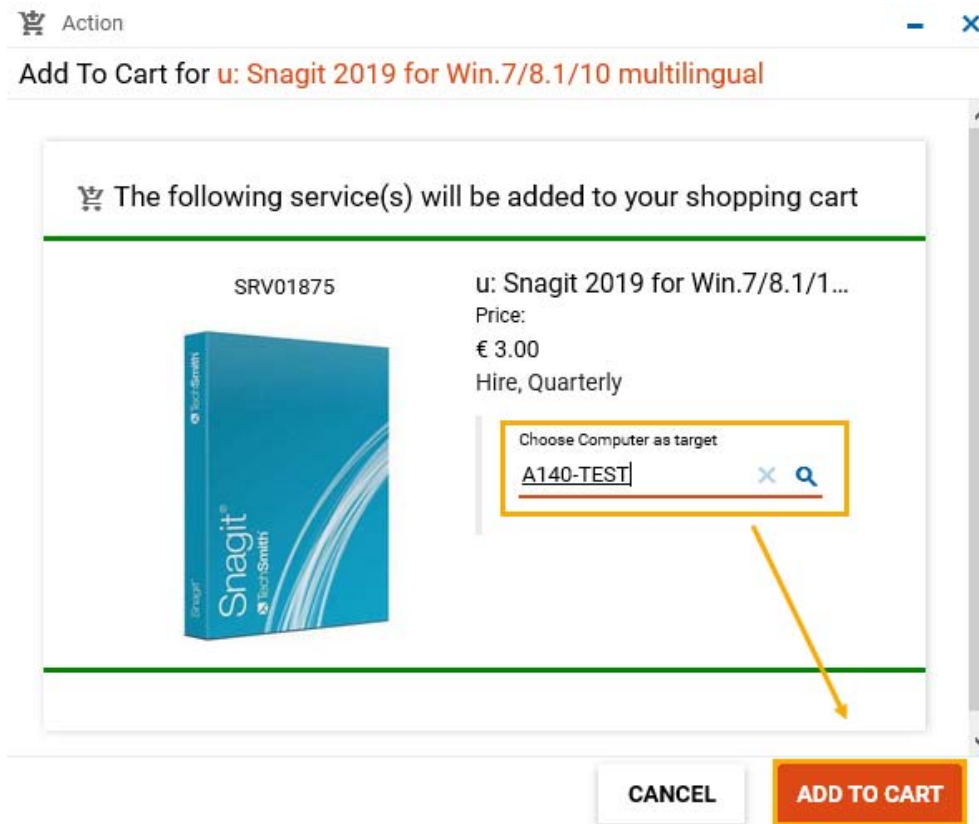 Action
Add To Cart for u: Snagit 2019 for Win.7/8.1/10 multilingual
The following service(s) will be added to your shopping cart
SRV01875
u: Snagit 2019 for Win.7/8.1/1...
Price:
€ 3.00
Hire, Quarterly
Choose Computer as target
A140-TEST
TechSmith
Snagit
Snagit®
TechSmith
CANCEL
ADD TO CART